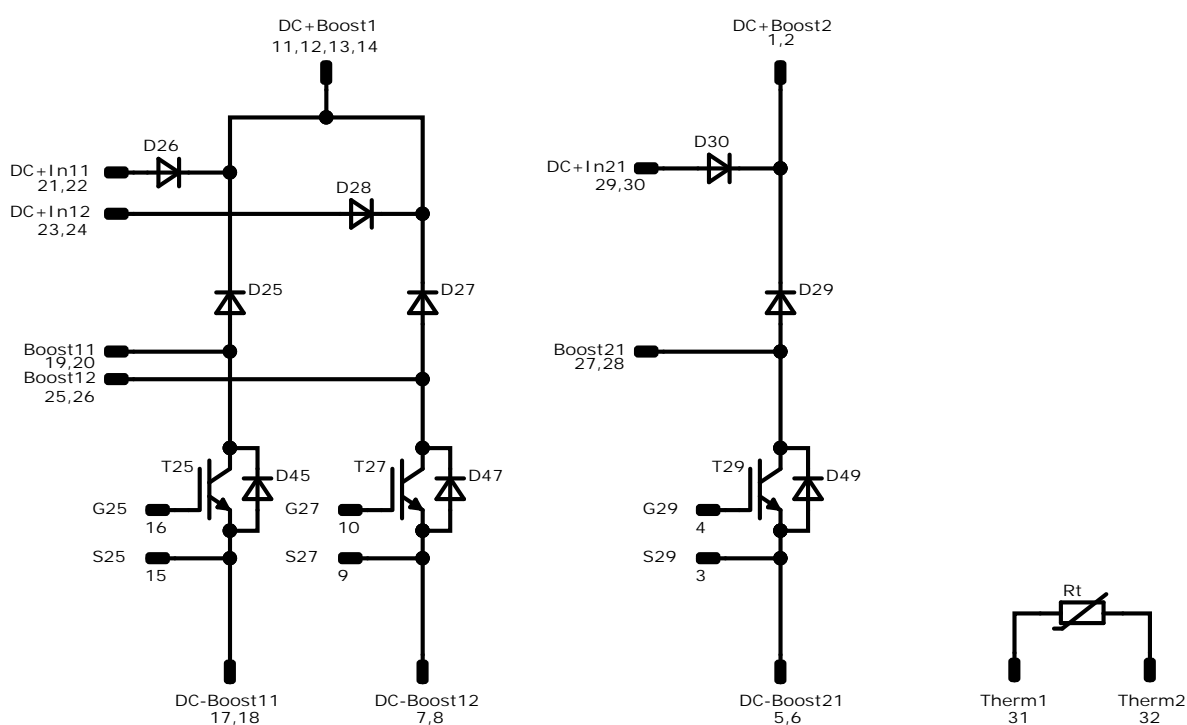 DC+Boost1
11,12,13,14
DC+Boost2
1,2
D26
DC+In11
21,22
D28
DC+In12
23,24
D30
DC+In21
29,30
D25
D27
D29
Boost11
19,20
Boost12
25,26
Boost21
27,28
T25
D45
T27
D47
T29
D49
G25
16
G27
10
G29
4
S25
15
S27
9
S29
3
Rt
DC-Boost11
17,18
DC-Boost12
7,8
DC-Boost21
5,6
Therm1
31
Therm2
32